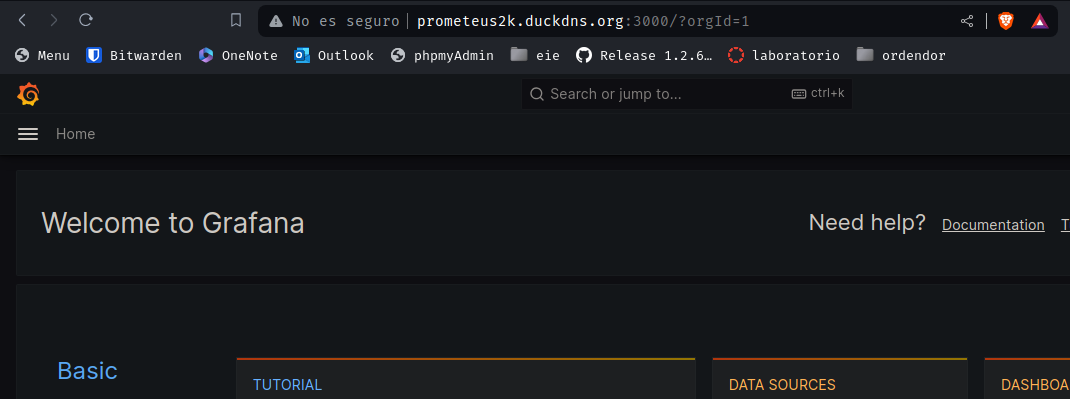 No es seguro prometeus2k.duckdns.org:3000/?orgId=1
Menu Bitwarden OneNote Outlook phpmyAdmin eie Release 1.2.6… laboratorio ordendor
Search or jump to... ctrl+k
Home
Welcome to Grafana
Need help? Documentation T
Basic
TUTORIAL DATA SOURCES DASHBOA